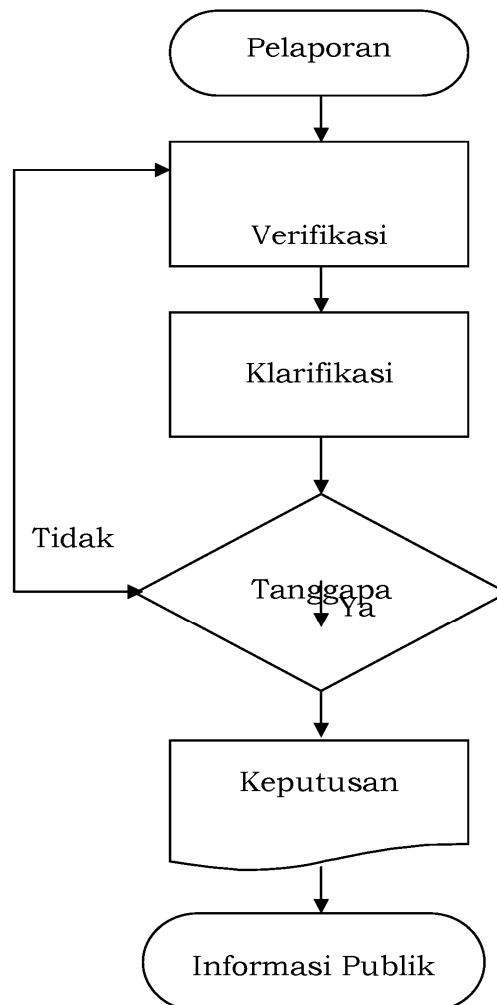 Pelaporan
Verifikasi
Klarifikasi
Tidak
Tanggapa
Ya
Keputusan
Informasi Publik